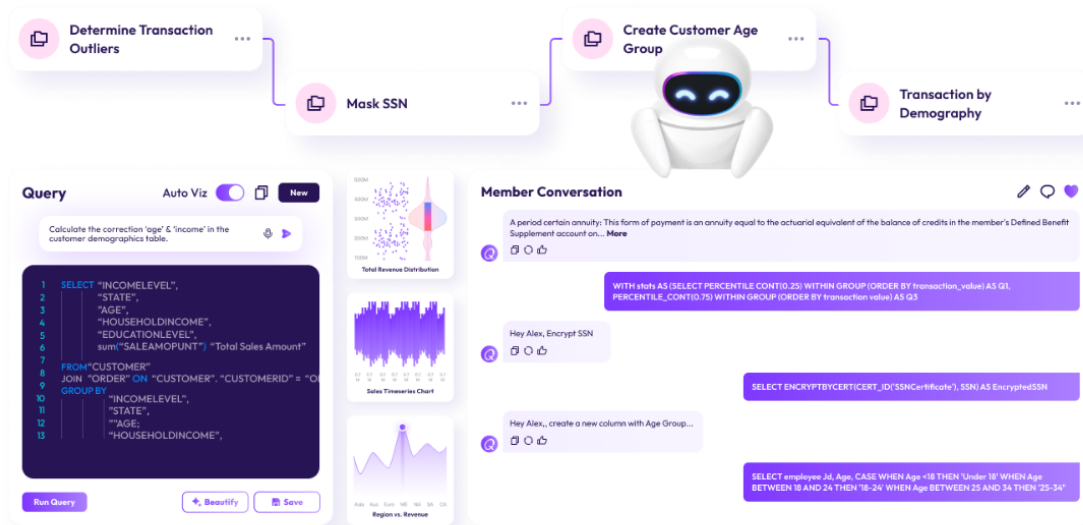 Determine Transaction
Outliers
Mask SSN
Create Customer Age
Group
Transaction by
Demography
Query
Auto Viz
New
Calculate the correction 'age' & 'income' in the
customer demographics table.
1 SELECT "INCOMELEVEL",
2 "STATE",
3 "AGE",
4 "HOUSEHOLDINCOME",
5 "EDUCATIONLEVEL",
6 sum("SALEAMOPUNT") "Total Sales Amount"
7 FROM"CUSTOMER"
8 JOIN "ORDER" ON "CUSTOMER". "CUSTOMERID" =
9 GROUP BY
10 "INCOMELEVEL",
11 "STATE",
12 ""AGE;
13 "HOUSEHOLDINCOME",
Run Query
Beautify
Save
Total Revenue Distribution
Sales Timeseries Chart
Region vs. Revenue
Member Conversation
A period certain annuity: This form of payment is an annuity equal to the actuarial equivalent of the balance of credits in the member's Defined Benefit
Supplement account on... More
WITH stats AS (SELECT PERCENTILE CONT(0.25) WITHIN GROUP (ORDER BY transaction_value) AS Q1,
PERCENTILE_CONT(0.75) WITHIN GROUP (ORDER BY transaction value) AS Q3
Hey Alex, Encrypt SSN
SELECT ENCRYPTBYCERT(CERT_ID('SSNCertificate'), SSN) AS EncryptedSSN
Hey Alex,, create a new column with Age Group...
SELECT employee Jd, Age, CASE WHEN Age <18 THEN 'Under 18' WHEN Age
BETWEEN 18 AND 24 THEN '18-24' WHEN Age BETWEEN 25 AND 34 THEN '25-34"